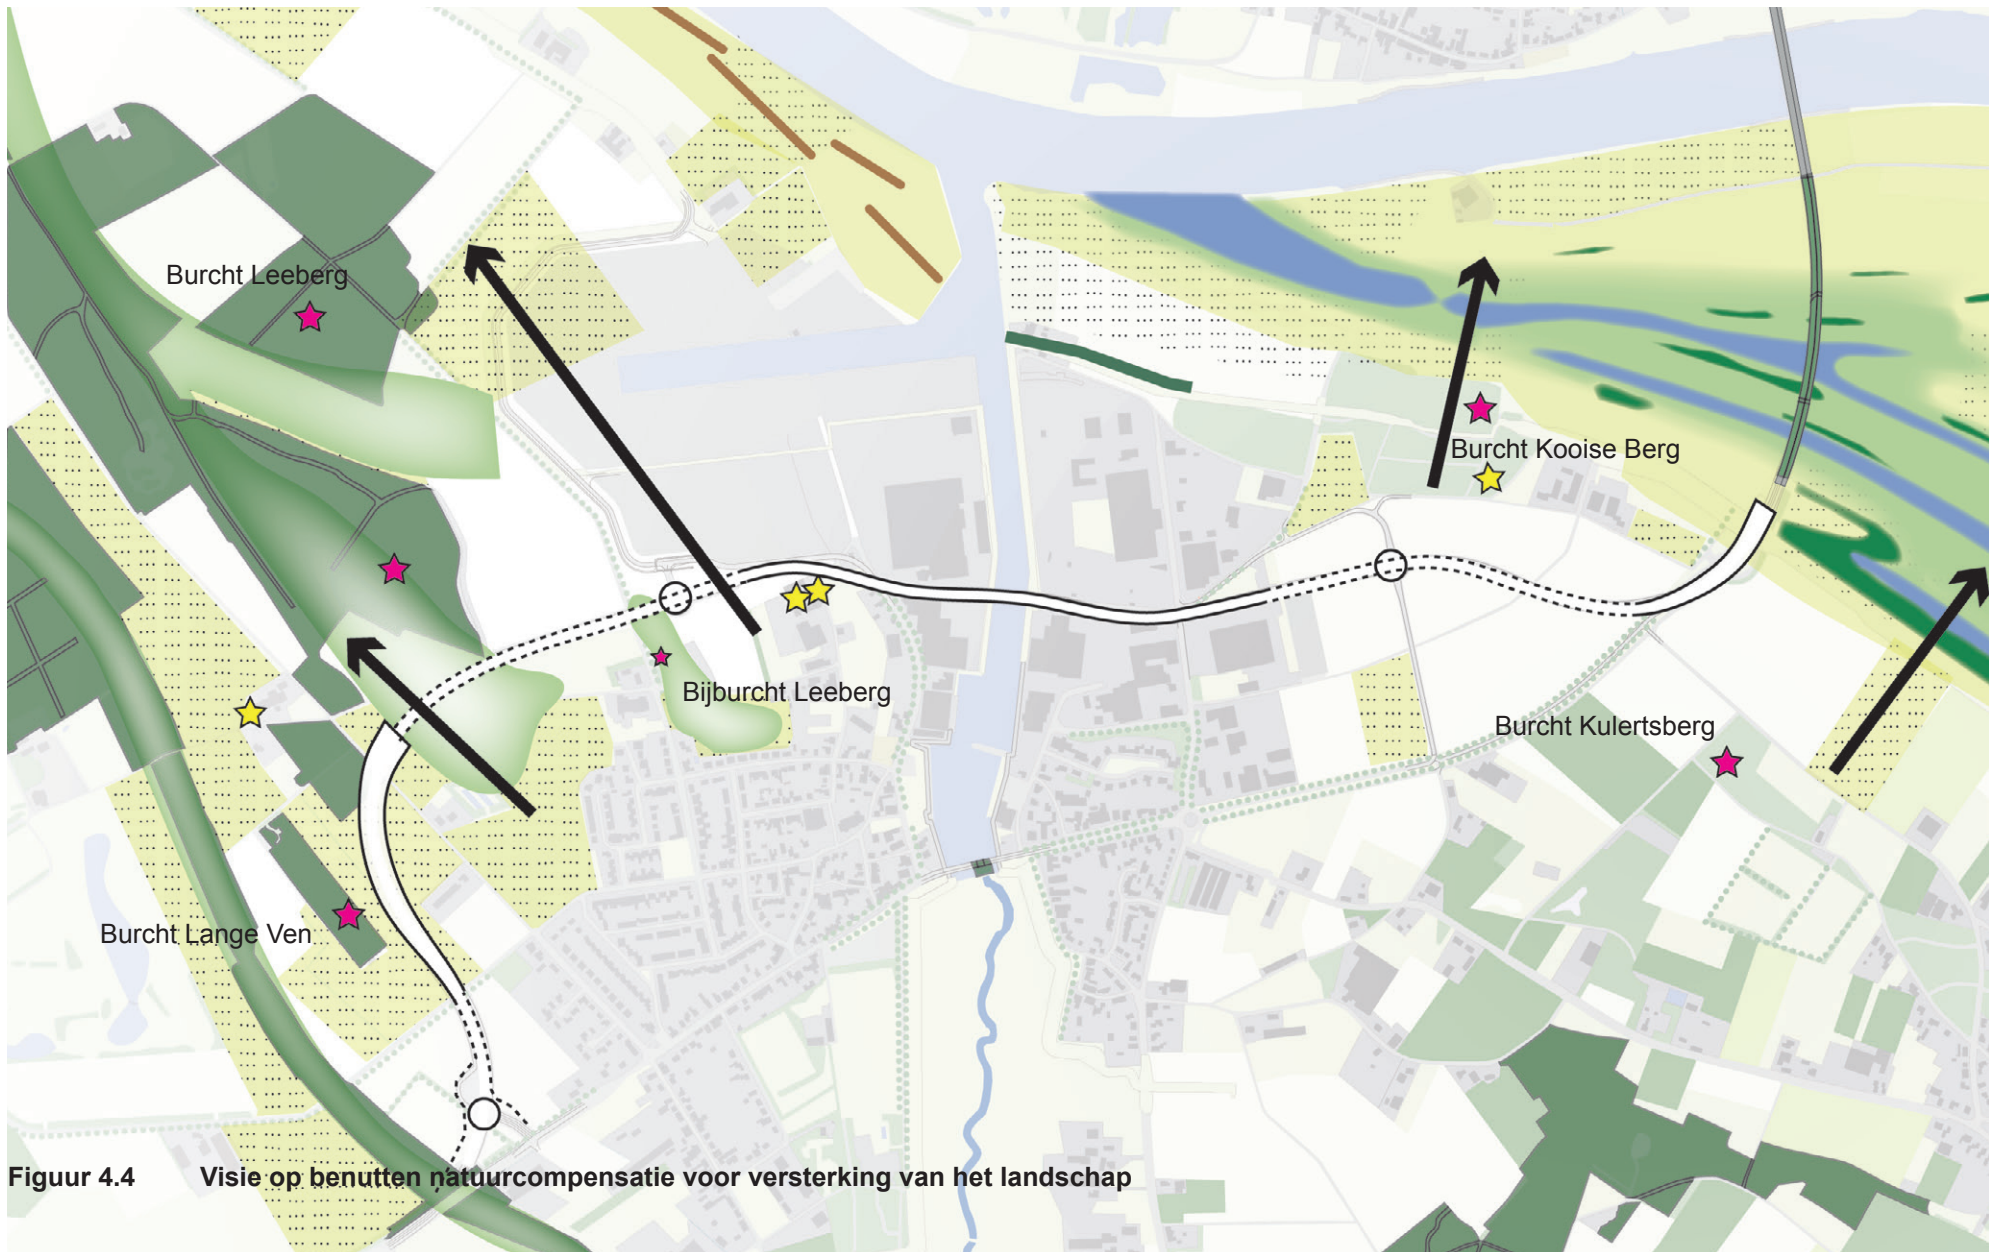 Burcht Leeberg
Burcht Kooise Berg
Bijburcht Leeberg
Burcht Kulertsberg
Burcht Lange Ven
Figuur 4.4 Visie op benutten natuurcompensatie voor versterking van het landschap